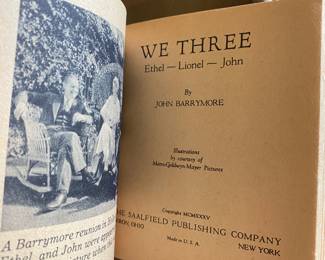 A Barrymore reunion in
Ethel and John were
when
WE THREE
Ethel — Lionel — John
By
JOHN BARRYMORE
Illustrations
by courtesy of
Metro-Goldwyn-Mayer Pictures
Copyright MCMXXXV
THE SAALFIELD PUBLISHING COMPANY
AKRON, OHIO NEW YORK
Made in U. S. A.